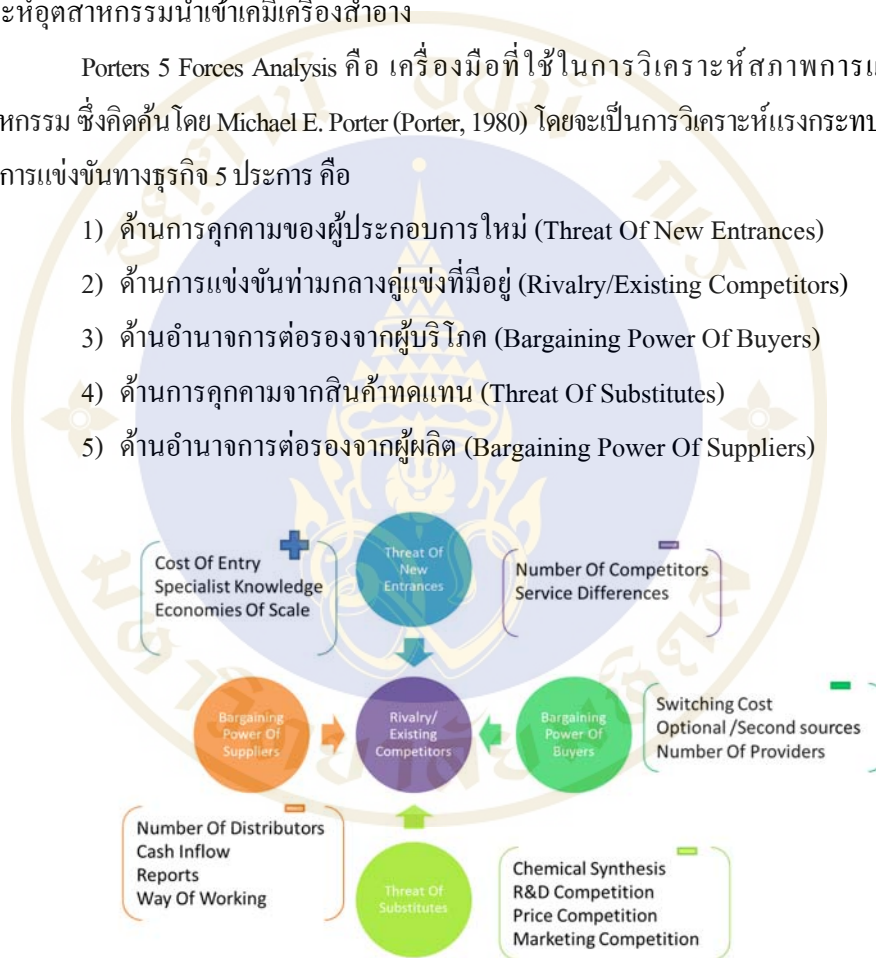 ะห์อุตสาหกรรมนำเข้าเคมีเครื่องสำอาง
Porters 5 Forces Analysis คือ เครื่องมือที่ใช้ในการวิเคราะห์สภาพการแ
หกรรม ซึ่งคิดค้นโดย Michael E. Porter (Porter, 1980) โดยจะเป็นการวิเคราะห์แรงกระทบ
การแข่งขันทางธุรกิจ 5 ประการ คือ
1) ด้านการคุกคามของผู้ประกอบการใหม่ (Threat Of New Entrances)
2) ด้านการแข่งขันท่ามกลางคู่แข่งที่มีอยู่ (Rivalry/Existing Competitors)
3) ด้านอำนาจการต่อรองจากผู้บริโภค (Bargaining Power Of Buyers)
4) ด้านการคุกคามจากสินค้าทดแทน (Threat Of Substitutes)
5) ด้านอำนาจการต่อรองจากผู้ผลิต (Bargaining Power Of Suppliers)
Cost Of Entry
Specialist Knowledge
Economies Of Scale
Threat Of
New
Entrances
Number Of Competitors
Service Differences
Bargaining
Power Of
Suppliers
Rivalry/
Existing
Competitors
Bargaining
Power Of
Buyers
Switching Cost
Optional /Second sources
Number Of Providers
Number Of Distributors
Cash Inflow
Reports
Way Of Working
Threat Of
Substitutes
Chemical Synthesis
R&D Competition
Price Competition
Marketing Competition